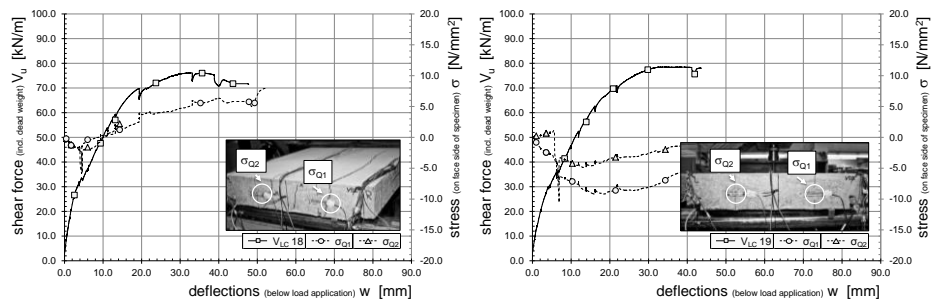 shear force (incl. dead weight) Vu [kN/m]
100.0
90.0
80.0
70.0
60.0
50.0
40.0
30.0
20.0
10.0
0.0
20.0
15.0
10.0
5.0
0.0
-5.0
-10.0
-15.0
-20.0
stress (on face side of specimen) σ [N/mm²]
σQ2
σQ1
VLC 18 σQ1 σQ2
0.0 10.0 20.0 30.0 40.0 50.0 60.0 70.0 80.0 90.0
deflections (below load application) w [mm]
shear force (incl. dead weight) Vu [kN/m]
100.0
90.0
80.0
70.0
60.0
50.0
40.0
30.0
20.0
10.0
0.0
20.0
15.0
10.0
5.0
0.0
-5.0
-10.0
-15.0
-20.0
stress (on face side of specimen) σ [N/mm²]
σQ2
σQ1
VLC 19 σQ1 σQ2
0.0 10.0 20.0 30.0 40.0 50.0 60.0 70.0 80.0 90.0
deflections (below load application) w [mm]